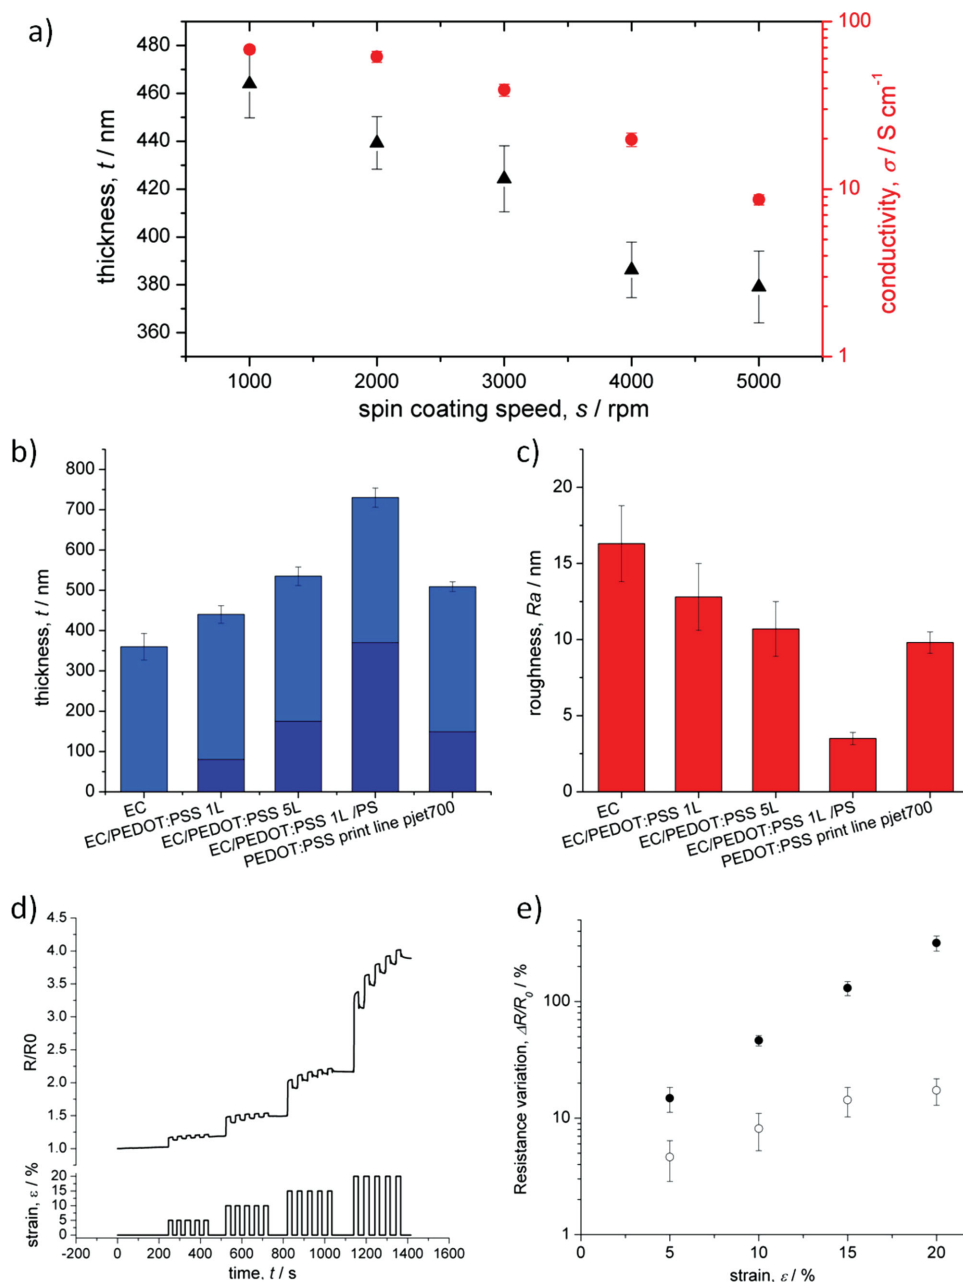 a)
480
460
440
420
400
380
360
thickness, t / nm
100
10
1
conductivity, σ / S cm⁻¹
1000 2000 3000 4000 5000
spin coating speed, s / rpm
b)
800
700
600
500
400
300
200
100
0
thickness, t / nm
EC
EC/PEDOT:PSS 1L
EC/PEDOT:PSS 5L
EC/PEDOT:PSS 1L /PS
PEDOT:PSS print line pjet700
c)
20
15
10
5
0
roughness, Ra / nm
EC
EC/PEDOT:PSS 1L
EC/PEDOT:PSS 5L
EC/PEDOT:PSS 1L /PS
PEDOT:PSS print line pjet700
d)
4.5
4.0
3.5
3.0
2.5
2.0
1.5
1.0
R/R0
20
15
10
5
0
strain, ε / %
-200 0 200 400 600 800 1000 1200 1400 1600
time, t / s
e)
100
10
1
Resistance variation, ΔR/R₀ / %
0 5 10 15 20
strain, ε / %